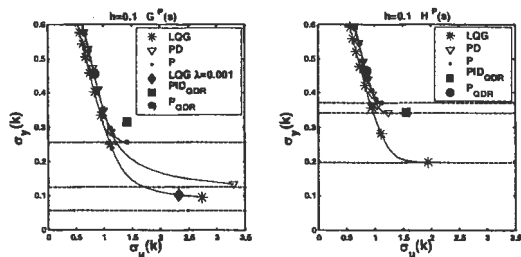 h=0.1 G^P(s)
σ_y(k)
0.6
0.5
0.4
0.3
0.2
0.1
0
0 0.5 1 1.5 2 2.5 3 3.5
σ_u(k)
LQG
PD
P
LQG λ=0.001
PID_QDR
P_QDR
h=0.1 H^P(s)
σ_y(k)
0.6
0.5
0.4
0.3
0.2
0.1
0
0 0.5 1 1.5 2 2.5 3 3.5
σ_u(k)
LQG
PD
P
PID_QDR
P_QDR